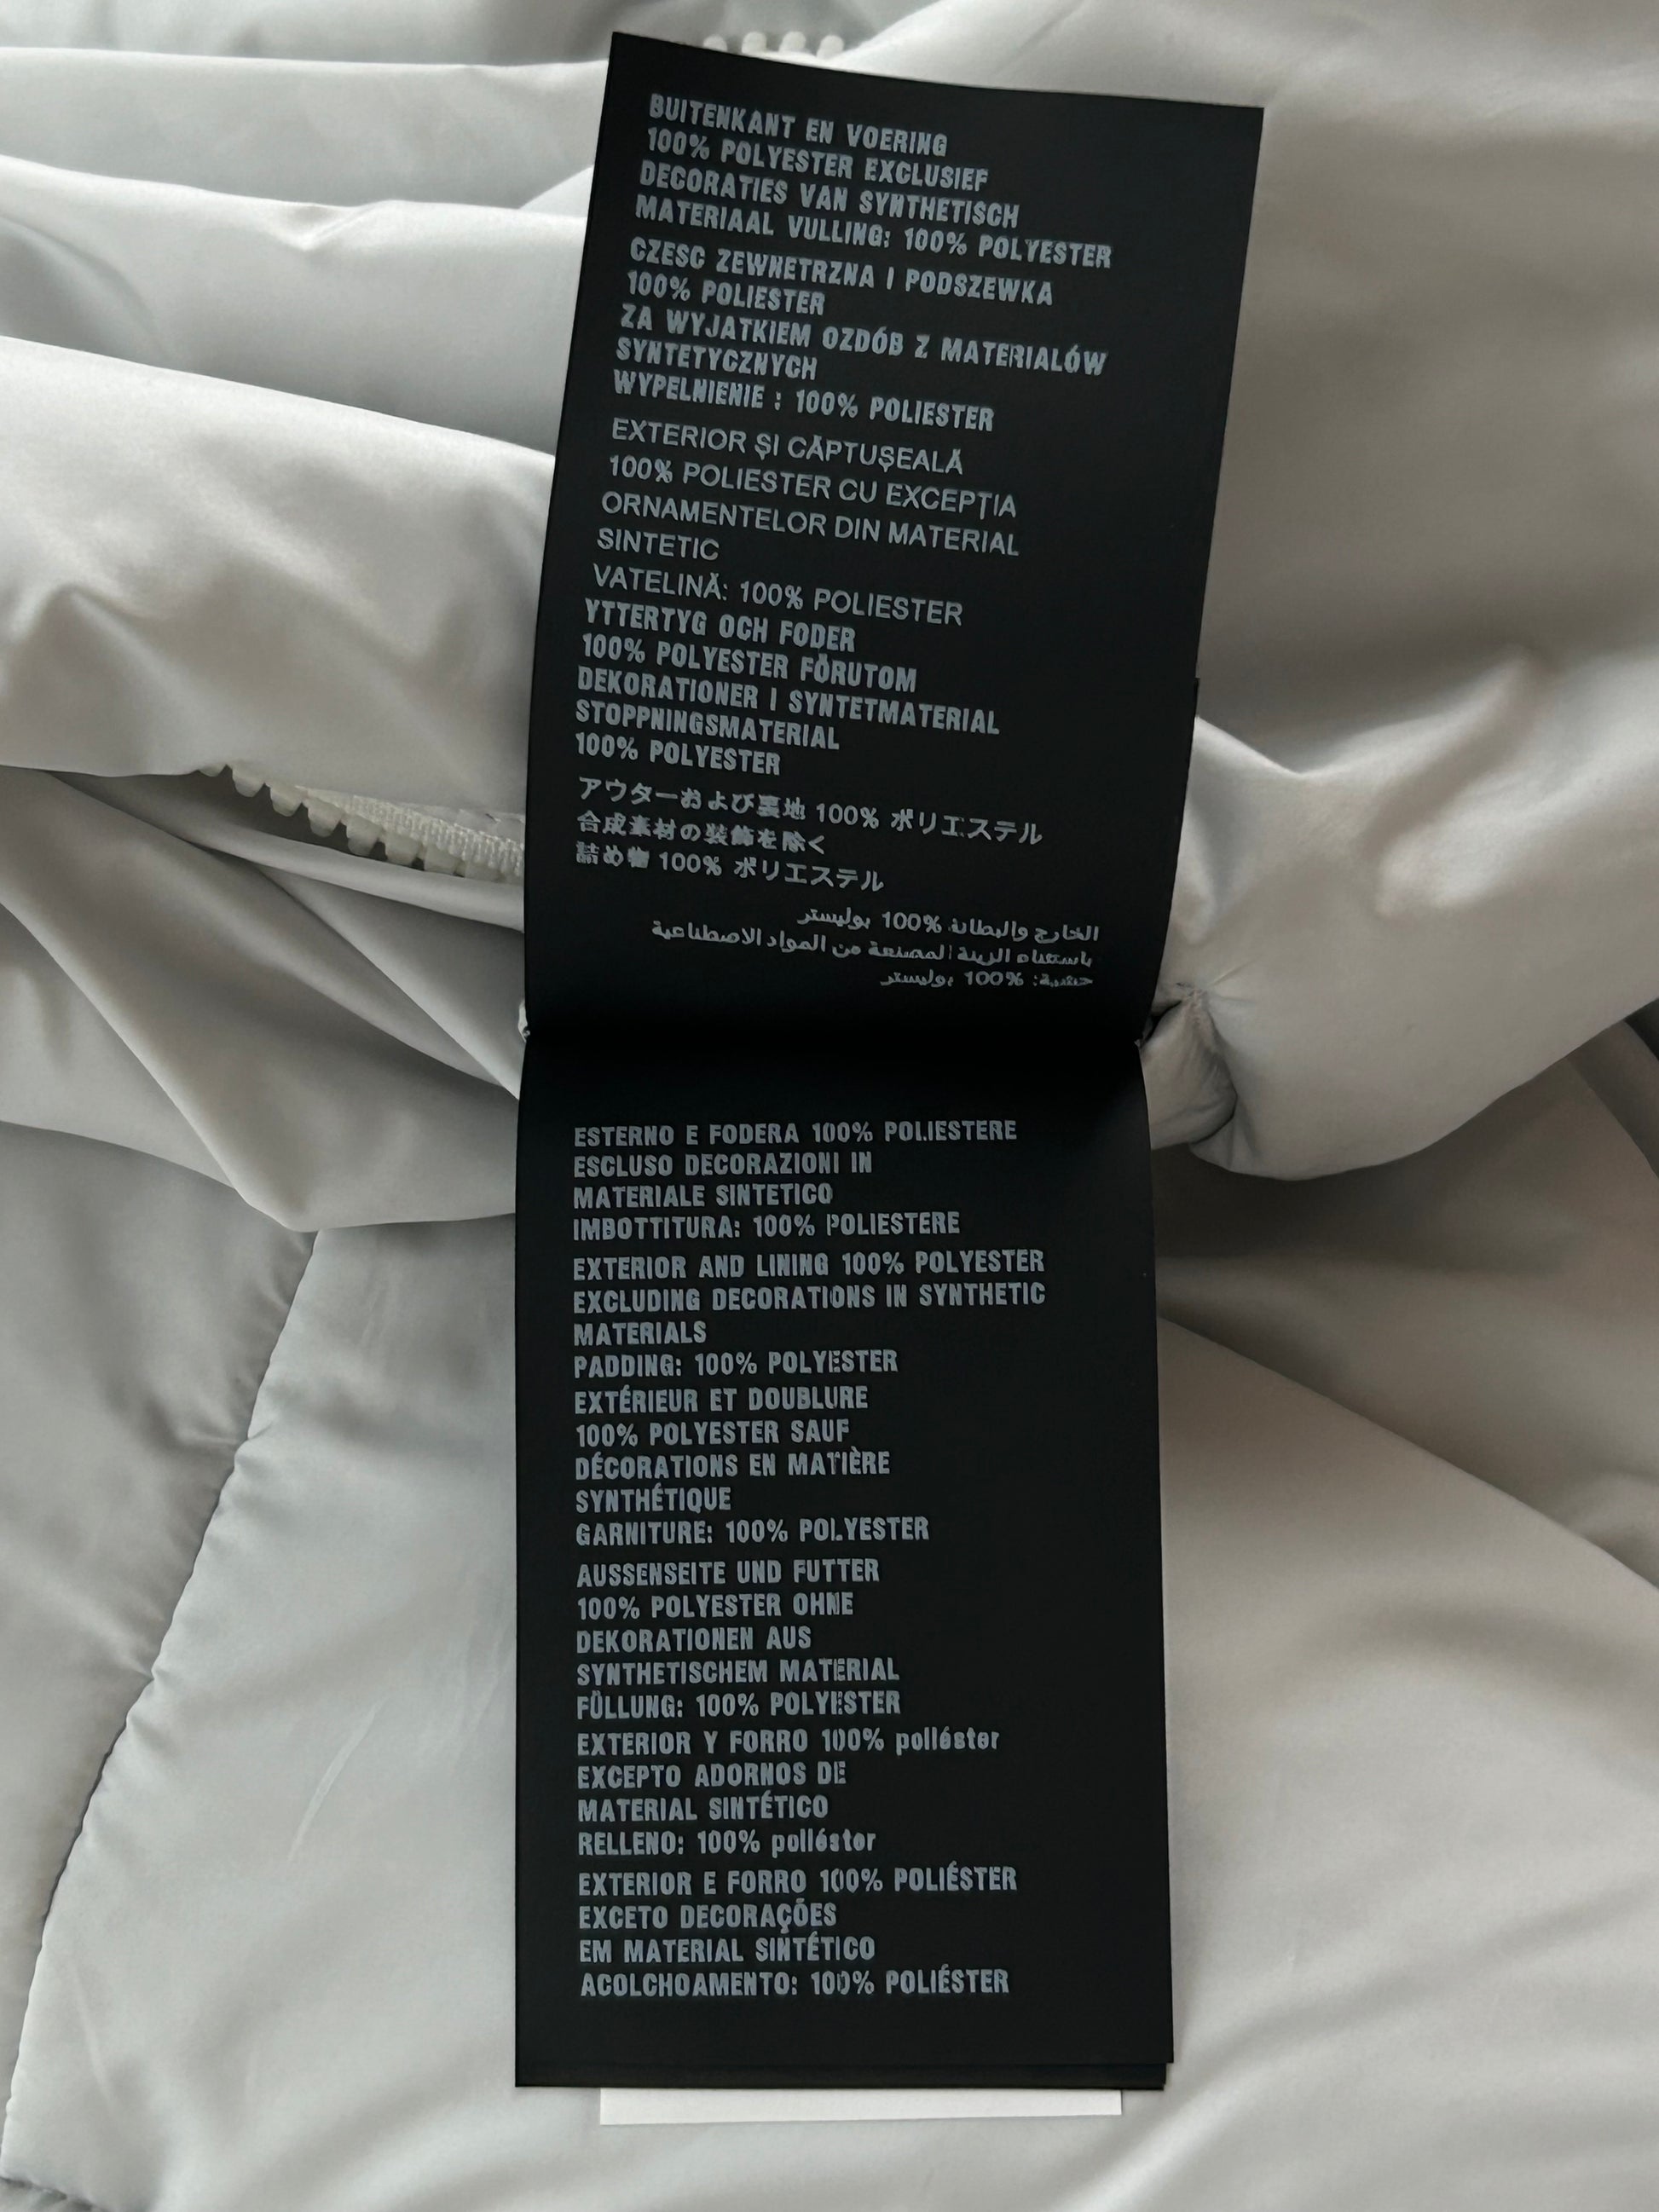 BUITENKANT EN VOERING
100% POLYESTER EXCLUSIEF
DECORATIES VAN SYNTHETISCH
MATERIAAL VULLING: 100% POLYESTER
CZESC ZEWNETRZNA I PODSZEWKA
100% POLIESTER
ZA WYJATKIEM OZDÓB Z MATERIALÓW
SYNTETYCZNYCH
WYPELNIENIE : 100% POLIESTER
EXTERIOR ȘI CĂPTUȘEALĂ
100% POLIESTER CU EXCEPȚIA
ORNAMENTELOR DIN MATERIAL
SINTETIC
VATELINĂ: 100% POLIESTER
YTTERTYG OCH FODER
100% POLYESTER FÖRUTOM
DEKORATIONER I SYNTETMATERIAL
STOPPNINGSMATERIAL
100% POLYESTER
アウターおよび裏地 100% ポリエステル
合成素材の装飾を除く
詰め物 100% ポリエステル
الخارج والبطانة 100% بوليستر
باستثناء الزينة المصنعة من المواد الاصطناعية
حشية: 100% بوليستر
ESTERNO E FODERA 100% POLIESTERE
ESCLUSO DECORAZIONI IN
MATERIALE SINTETICO
IMBOTTITURA: 100% POLIESTERE
EXTERIOR AND LINING 100% POLYESTER
EXCLUDING DECORATIONS IN SYNTHETIC
MATERIALS
PADDING: 100% POLYESTER
EXTÉRIEUR ET DOUBLURE
100% POLYESTER SAUF
DÉCORATIONS EN MATIÈRE
SYNTHÉTIQUE
GARNITURE: 100% POLYESTER
AUSSENSEITE UND FUTTER
100% POLYESTER OHNE
DEKORATIONEN AUS
SYNTHETISCHEM MATERIAL
FÜLLUNG: 100% POLYESTER
EXTERIOR Y FORRO 100% poliéster
EXCEPTO ADORNOS DE
MATERIAL SINTÉTICO
RELLENO: 100% poliéster
EXTERIOR E FORRO 100% POLIÉSTER
EXCETO DECORAÇÕES
EM MATERIAL SINTÉTICO
ACOLCHOAMENTO: 100% POLIÉSTER